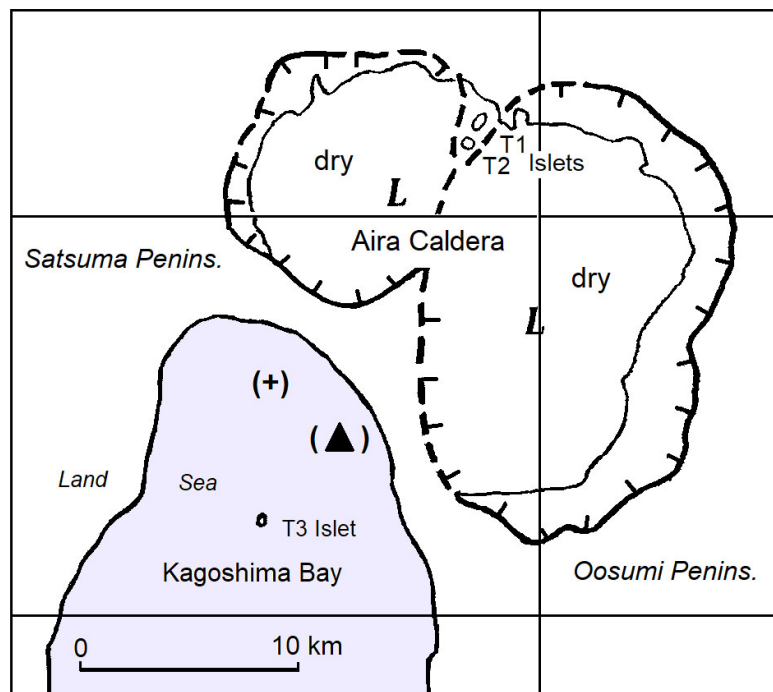 dry
T1
T2 Islets
L
Aira Caldera
Satsuma Penins.
dry
L
(+)
(▲)
Land
Sea
T3 Islet
Kagoshima Bay
Oosumi Penins.
0 10 km